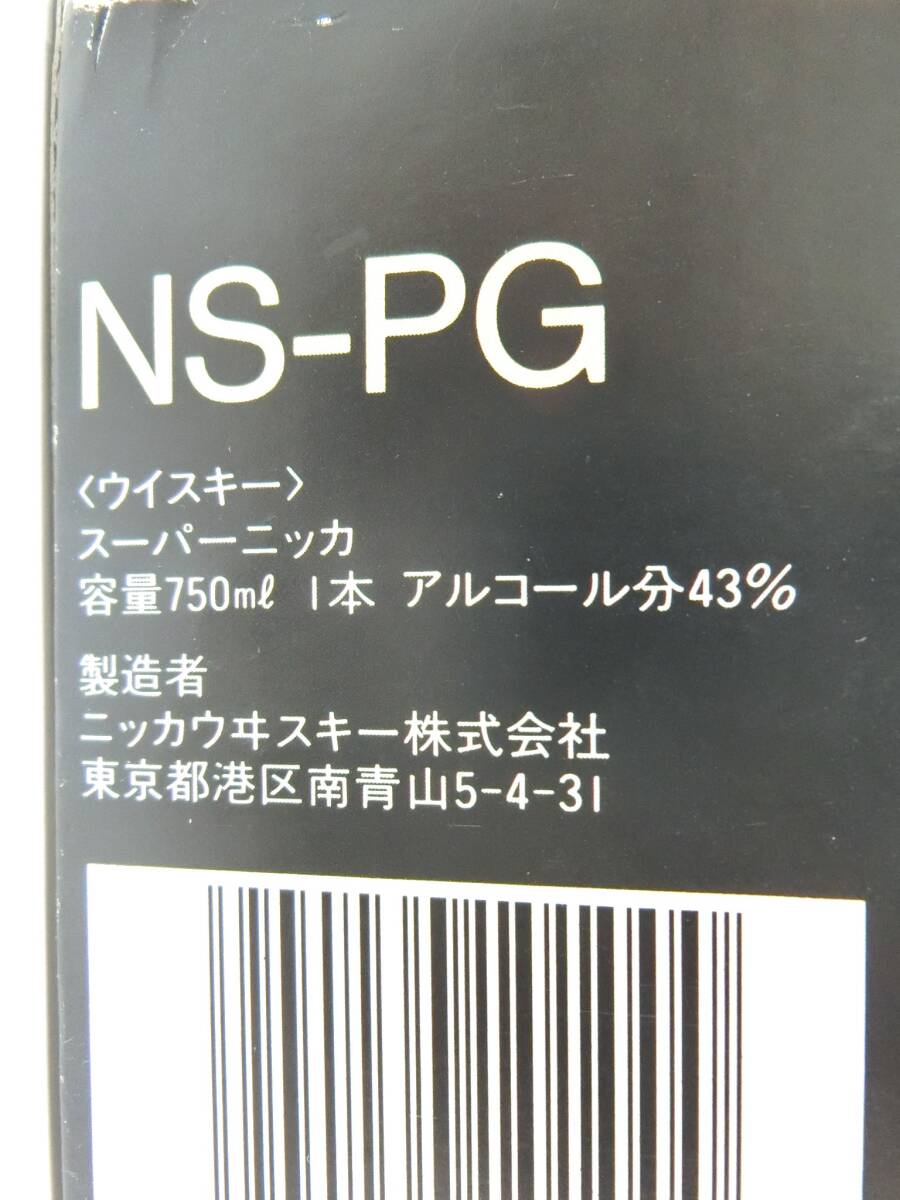 NS-PG
〈ウイスキー〉
スーパーニッカ
容量750mℓ 1本 アルコール分43%
製造者
ニッカウヰスキー株式会社
東京都港区南青山5-4-31